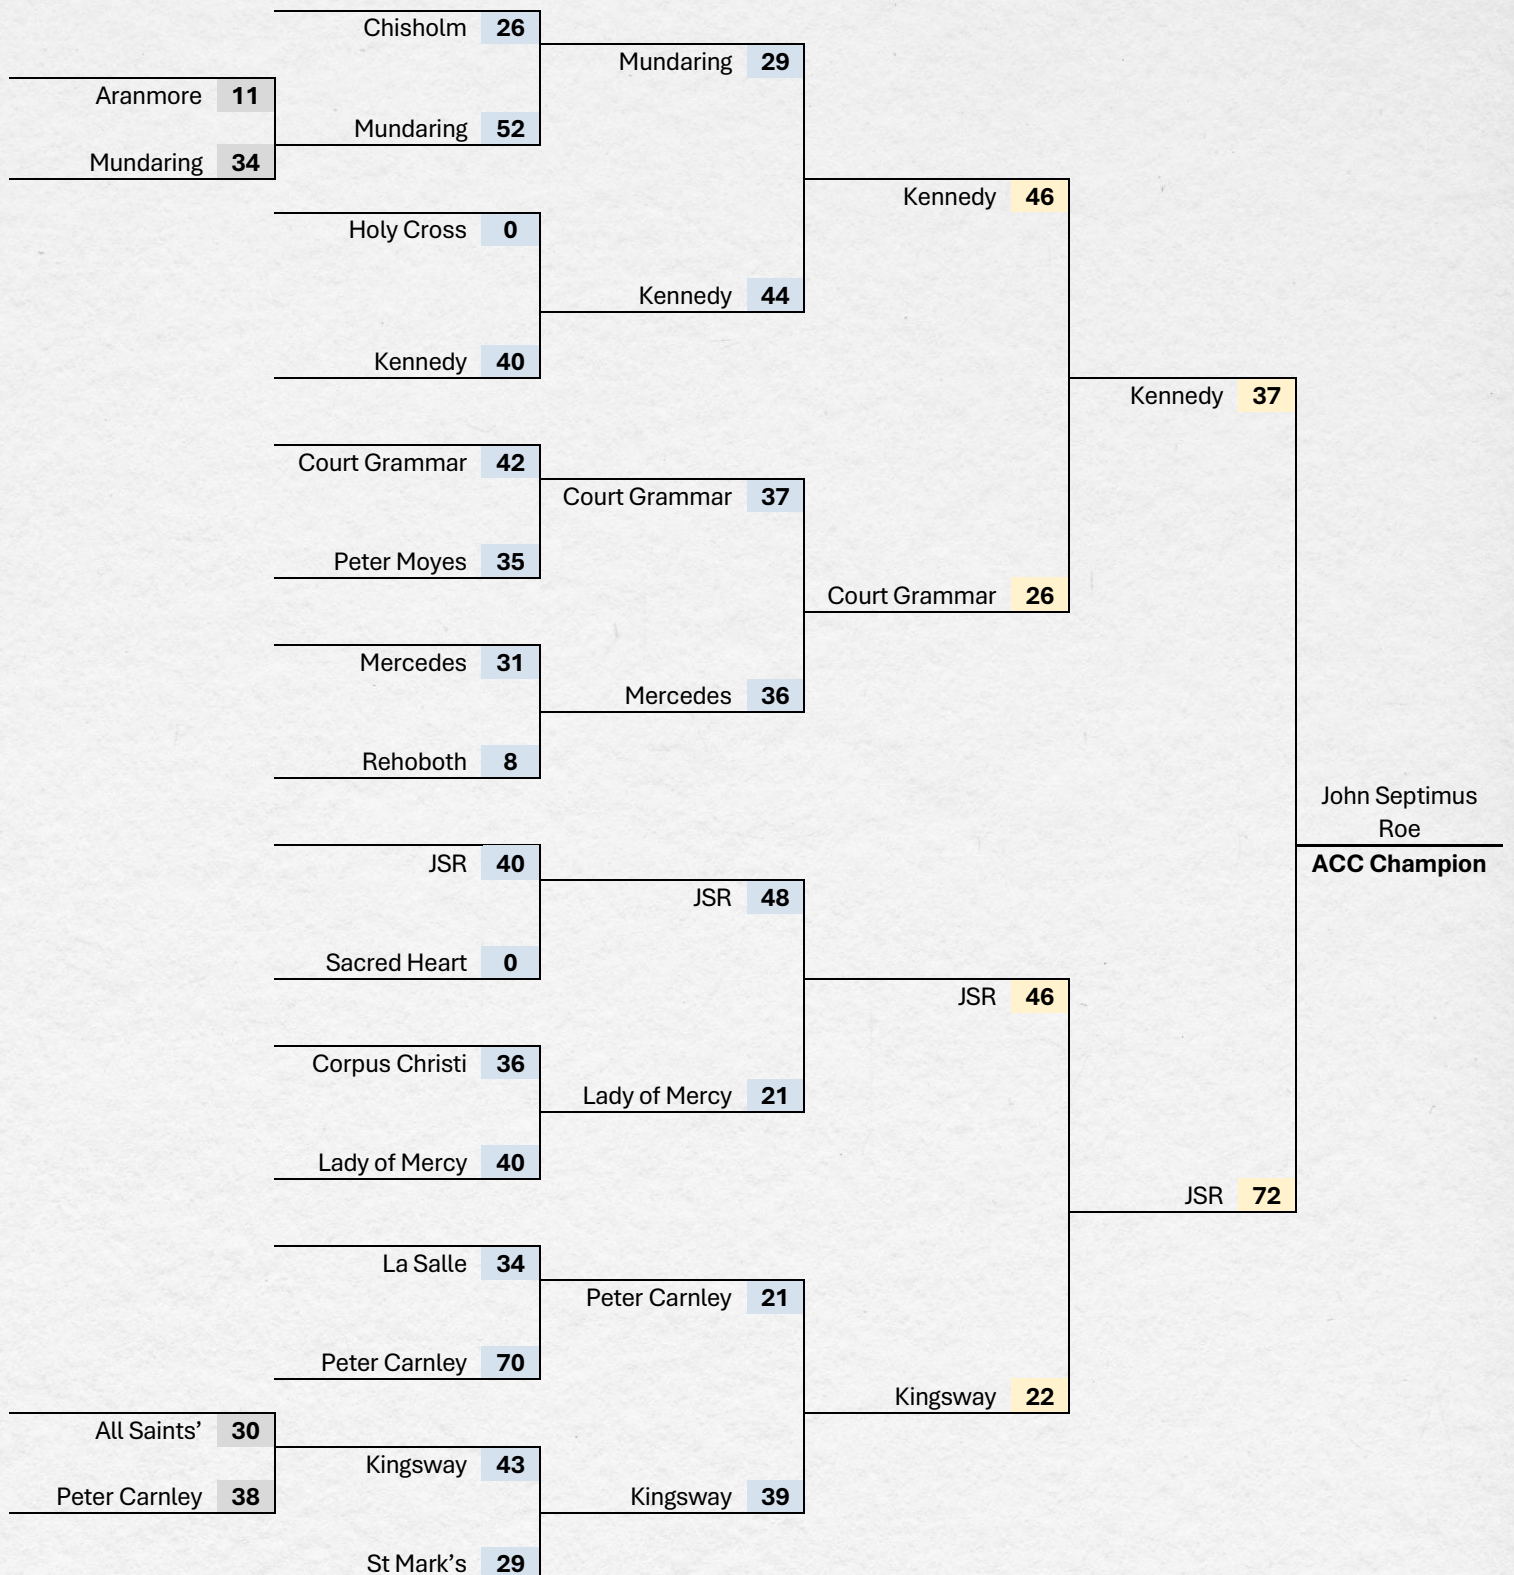 Chisholm 26
Mundaring 29
Aranmore 11
Mundaring 52
Mundaring 34
Kennedy 46
Holy Cross 0
Kennedy 44
Kennedy 40
Kennedy 37
Court Grammar 42
Court Grammar 37
Peter Moyes 35
Court Grammar 26
Mercedes 31
Mercedes 36
Rehoboth 8
John Septimus
Roe
ACC Champion
JSR 40
JSR 48
Sacred Heart 0
JSR 46
Corpus Christi 36
Lady of Mercy 21
Lady of Mercy 40
JSR 72
La Salle 34
Peter Carnley 21
Peter Carnley 70
Kingsway 22
All Saints’ 30
Kingsway 43
Peter Carnley 38
Kingsway 39
St Mark’s 29